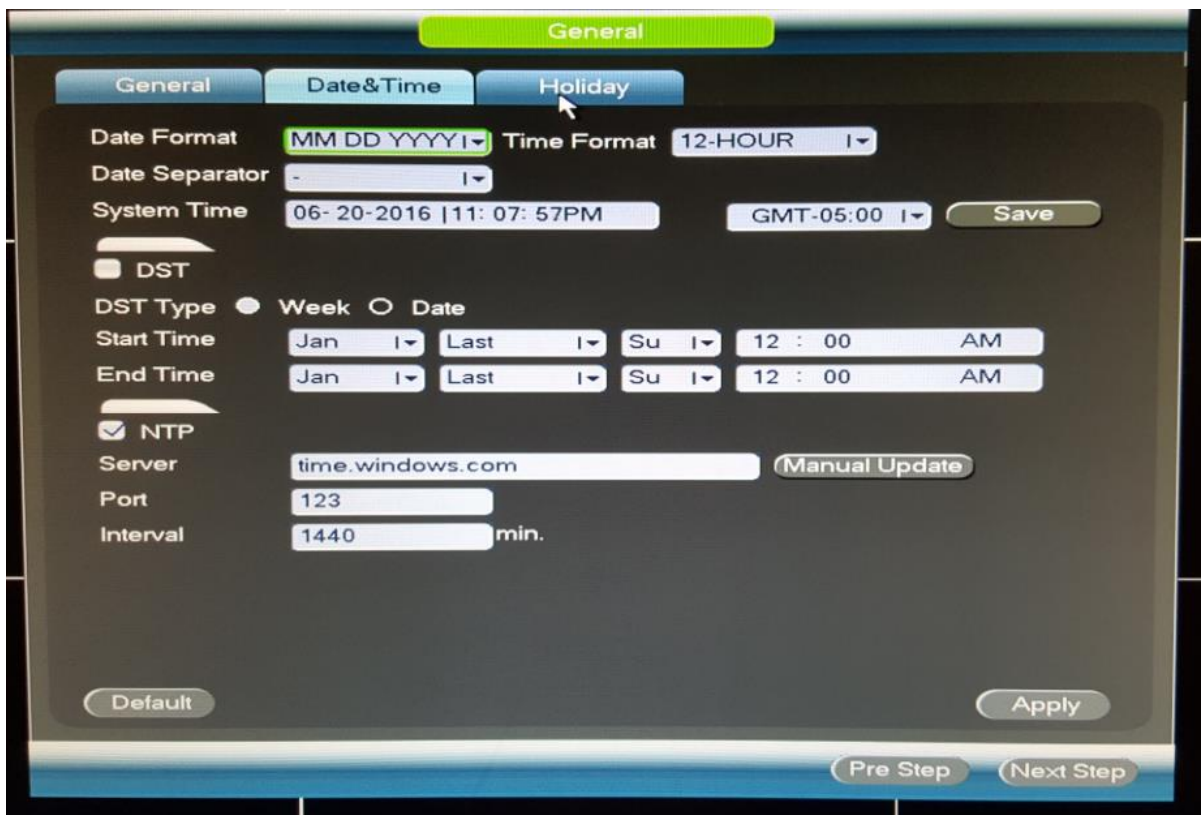 General
General Date&Time Holiday
Date Format MM DD YYYY Time Format 12-HOUR
Date Separator -
System Time 06- 20-2016 |11: 07: 57PM GMT-05:00 Save
DST
DST Type Week Date
Start Time Jan Last Su 12 : 00 AM
End Time Jan Last Su 12 : 00 AM
NTP
Server time.windows.com Manual Update
Port 123
Interval 1440 min.
Default Apply
Pre Step Next Step